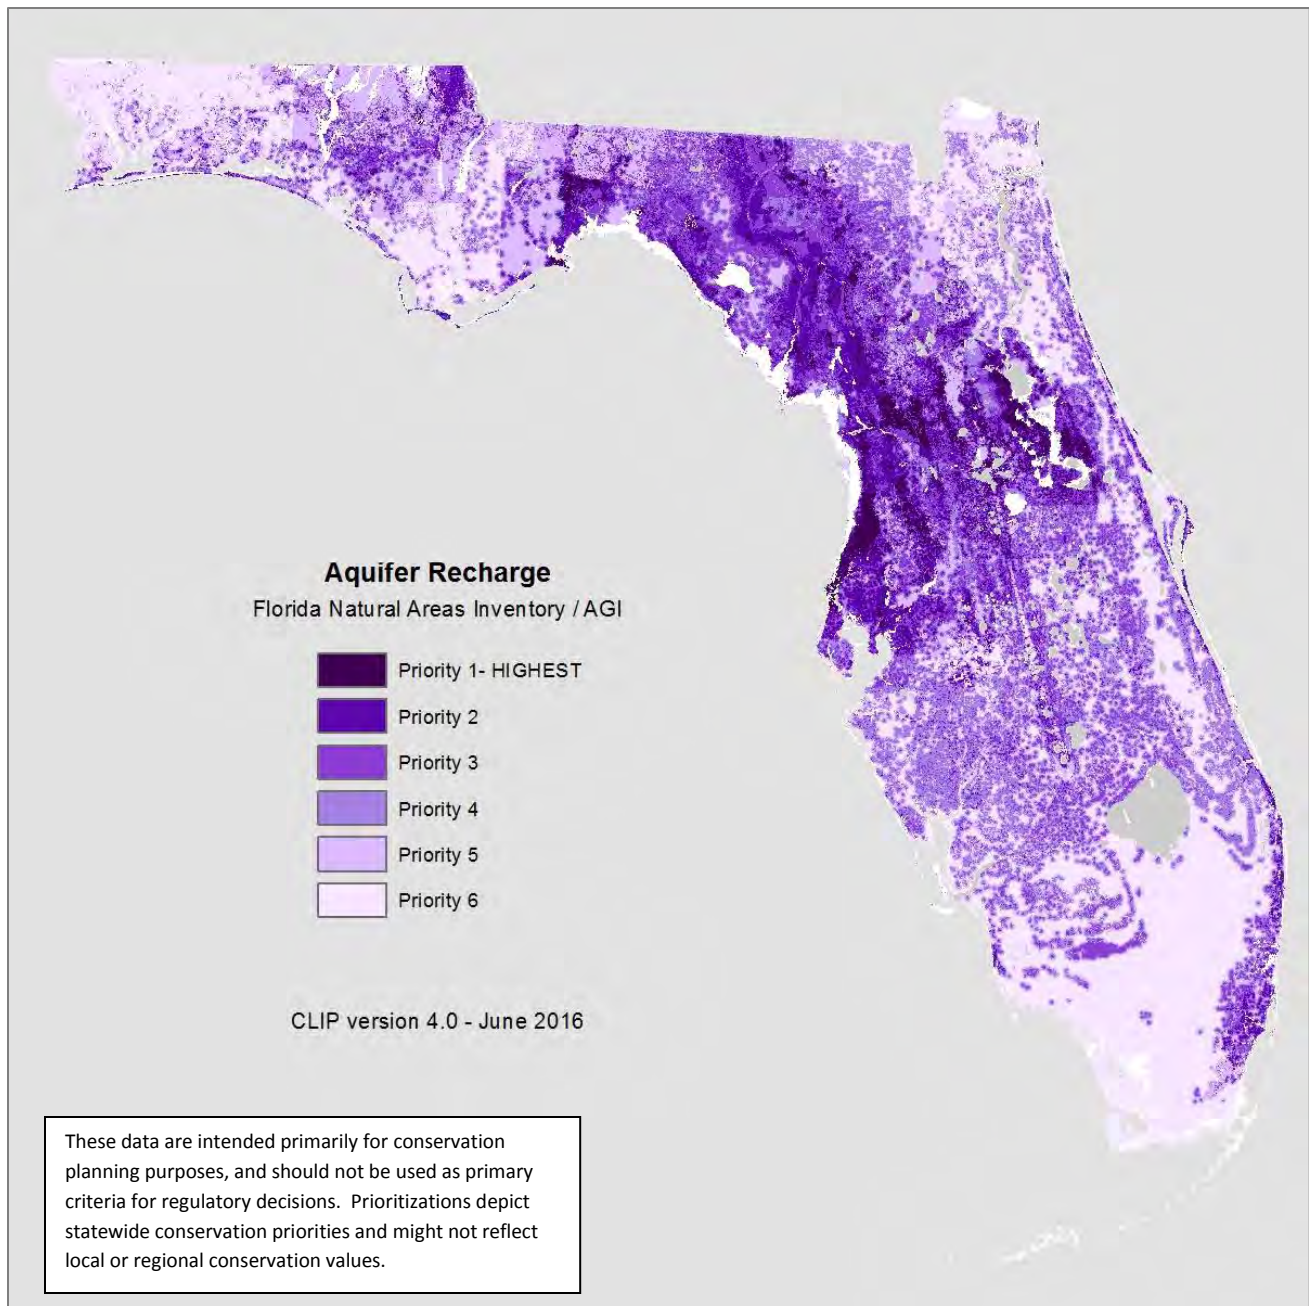 Aquifer Recharge
Florida Natural Areas Inventory / AGI
Priority 1- HIGHEST
Priority 2
Priority 3
Priority 4
Priority 5
Priority 6
CLIP version 4.0 - June 2016
These data are intended primarily for conservation
planning purposes, and should not be used as primary
criteria for regulatory decisions.  Prioritizations depict
statewide conservation priorities and might not reflect
local or regional conservation values.